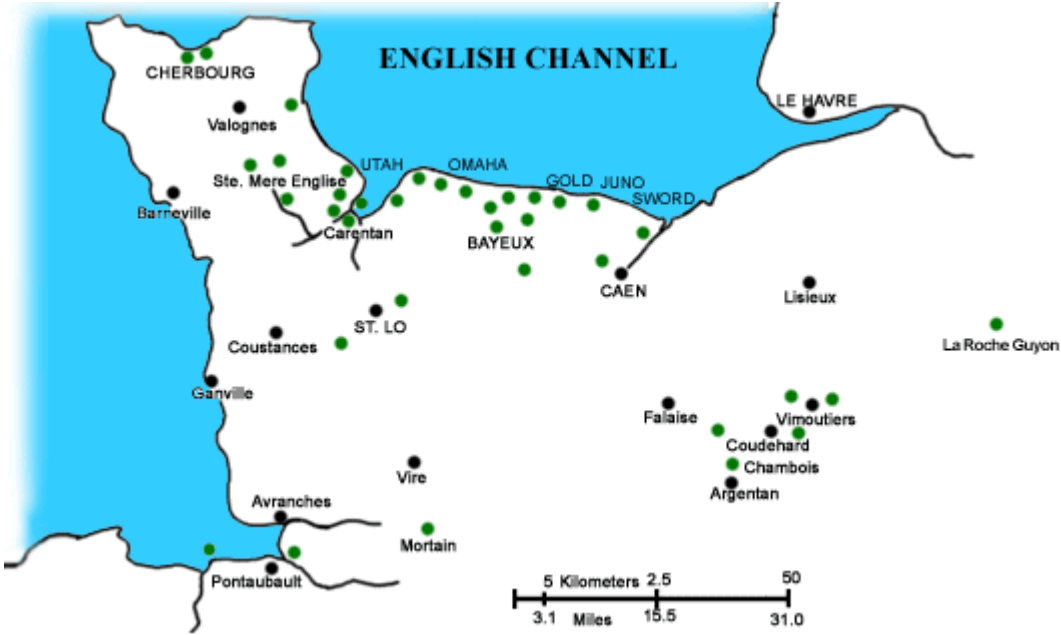 ENGLISH CHANNEL
CHERBOURG
LE HAVRE
Valognes
UTAH
OMAHA
Ste. Mere Englise
GOLD
JUNO
SWORD
Barneville
Carentan
BAYEUX
CAEN
Lisieux
ST. LO
Coustances
La Roche Guyon
Ganville
Falaise
Vimoutiers
Coudehard
Chambois
Vire
Argentan
Avranches
Mortain
Pontaubault
5 Kilometers 2.5 50
3.1 Miles 15.5 31.0